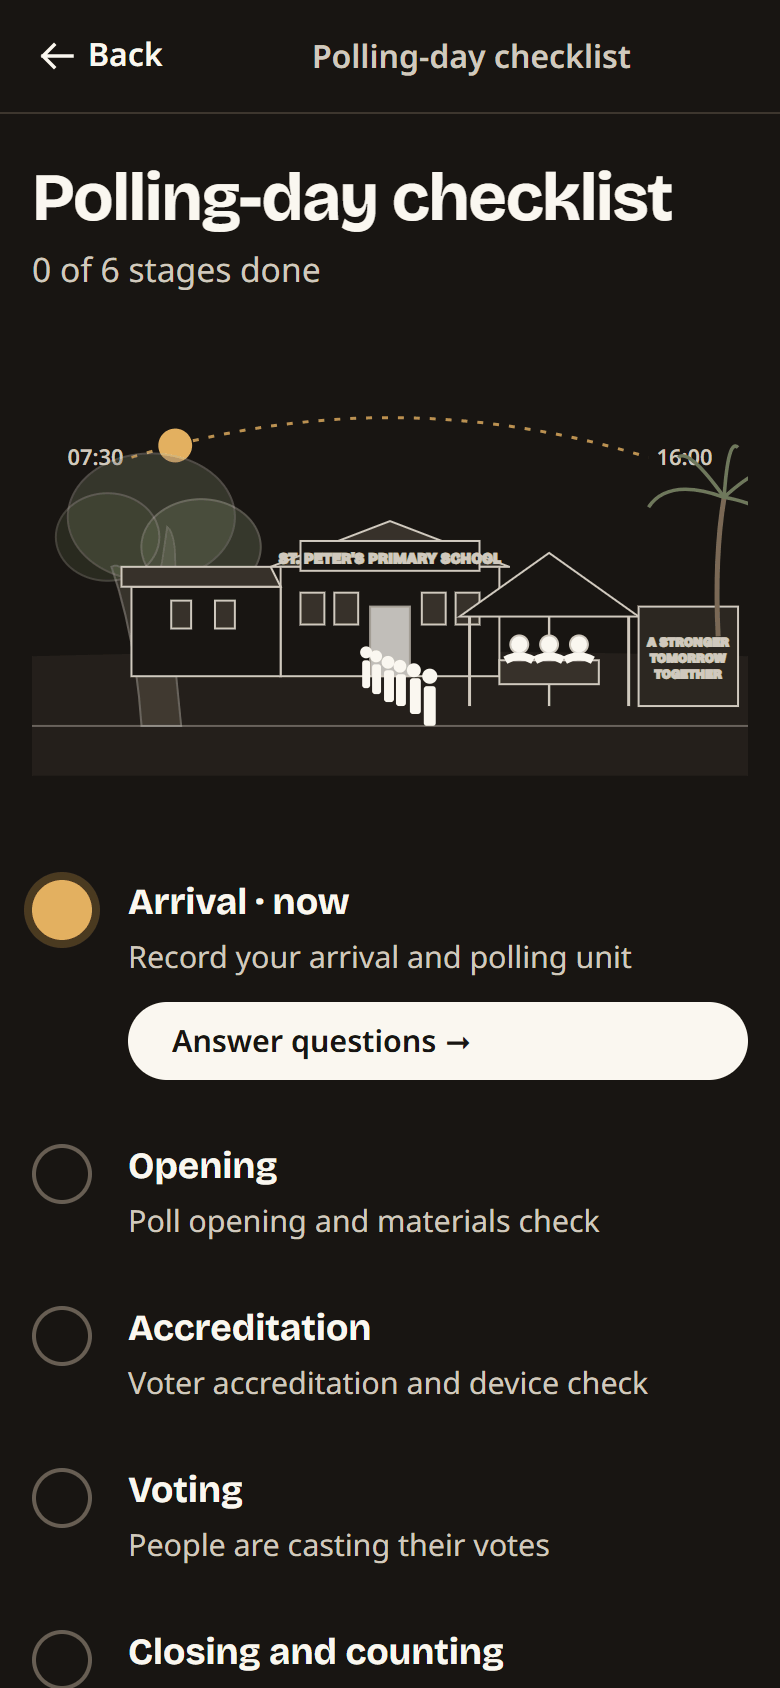 ← Back
Polling-day checklist
Polling-day checklist
0 of 6 stages done
07:30
16:00
ST. PETER'S PRIMARY SCHOOL
A STRONGER
TOMORROW
TOGETHER
Arrival · now
Record your arrival and polling unit
Answer questions →
Opening
Poll opening and materials check
Accreditation
Voter accreditation and device check
Voting
People are casting their votes
Closing and counting